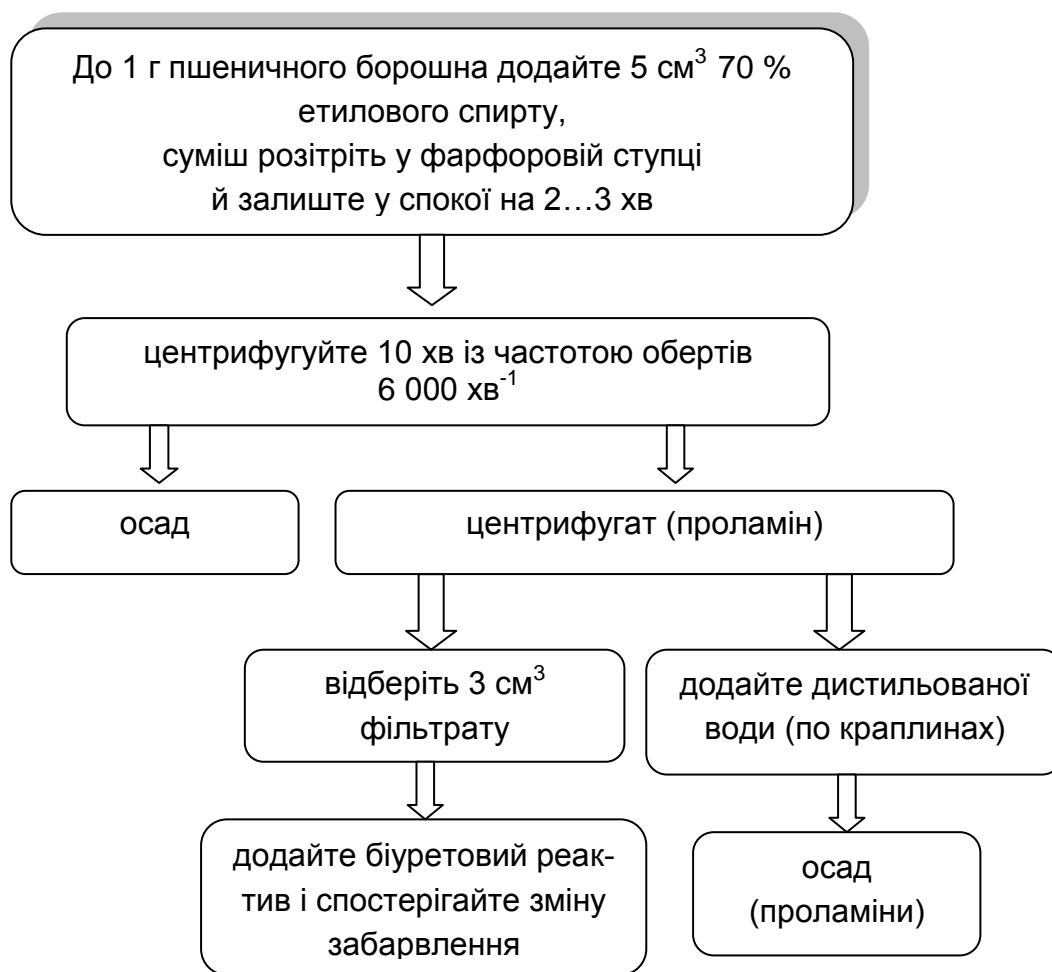 До 1 г пшеничного борошна додайте 5 см³ 70 %
етилового спирту,
суміш розітріть у фарфоровій ступці
й залиште у спокої на 2…3 хв
центрифугуйте 10 хв із частотою обертів
6 000 хв⁻¹
осад
центрифугат (проламін)
відберіть 3 см³
фільтрату
додайте дистильованої
води (по краплинах)
додайте біуретовий реак-
тив і спостерігайте зміну
забарвлення
осад
(проламіни)